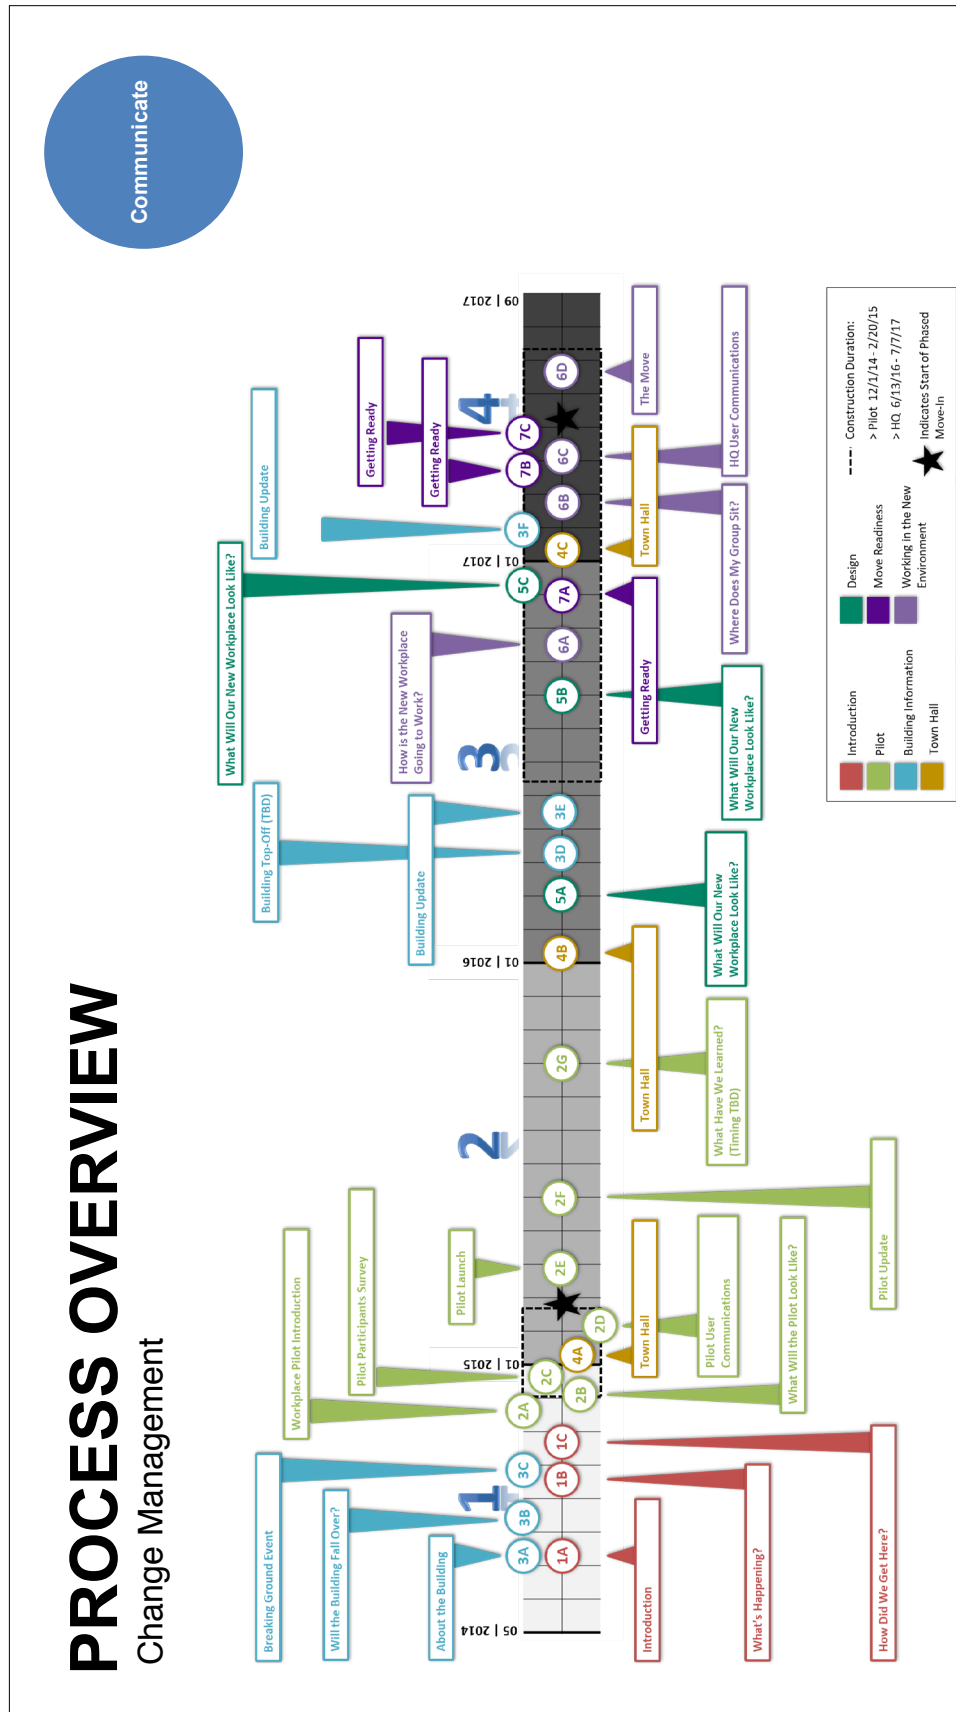 PROCESS OVERVIEW
Change Management
Communicate
Breaking Ground Event
Will the Building Fall Over?
About the Building
Workplace Pilot Introduction
Pilot Participants Survey
Pilot Launch
Building Top-Off (TBD)
Building Update
What Will Our New Workplace Look Like?
How is the New Workplace
Going to Work?
Building Update
Getting Ready
Getting Ready
1
2
3
4
05 | 2014
01 | 2015
01 | 2016
01 | 2017
09 | 2017
3A
3B
3C
2A
5C
3F
7B
7C
1A
1B
1C
2B
2C
4A
2D
2E
2F
2G
4B
5A
3D
3E
5B
6A
7A
4C
6B
6C
6D
Introduction
What's Happening?
How Did We Get Here?
Town Hall
Pilot User
Communications
What Will the Pilot Look Like?
Pilot Update
Town Hall
What Have We Learned?
(Timing TBD)
What Will Our New
Workplace Look Like?
What Will Our New
Workplace Look Like?
Getting Ready
Town Hall
Where Does My Group Sit?
HQ User Communications
The Move
Introduction
Pilot
Building Information
Town Hall
Design
Move Readiness
Working in the New
Environment
Construction Duration:
> Pilot 12/1/14 - 2/20/15
> HQ 6/13/16 - 7/7/17
Indicates Start of Phased
Move-In